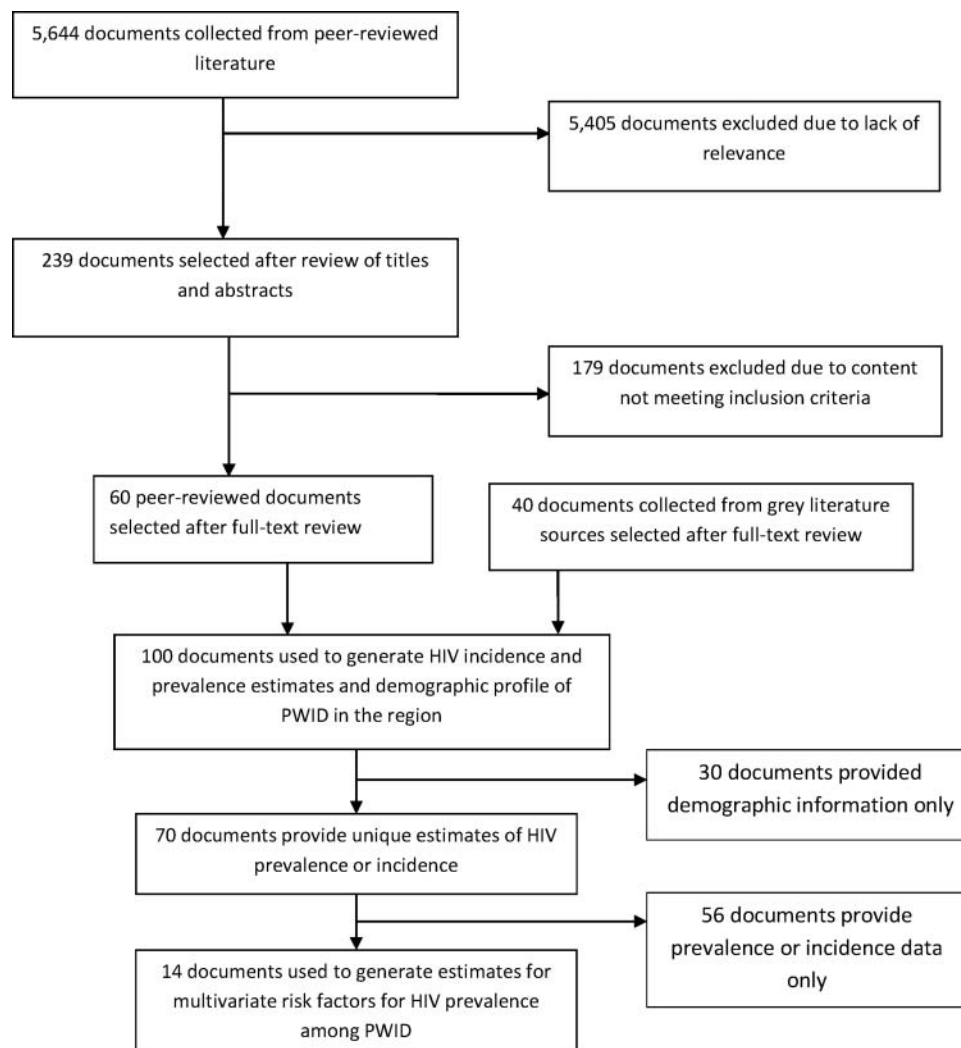 5,644 documents collected from peer-reviewed
literature
5,405 documents excluded due to lack of
relevance
239 documents selected after review of titles
and abstracts
179 documents excluded due to content
not meeting inclusion criteria
60 peer-reviewed documents
selected after full-text review
40 documents collected from grey literature
sources selected after full-text review
100 documents used to generate HIV incidence and
prevalence estimates and demographic profile of
PWID in the region
30 documents provided
demographic information only
70 documents provide unique estimates of HIV
prevalence or incidence
56 documents provide
prevalence or incidence data
only
14 documents used to generate estimates for
multivariate risk factors for HIV prevalence
among PWID